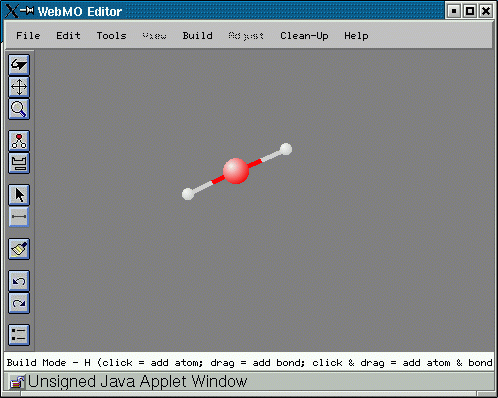 WebMO Editor
File Edit Tools View Build Adjust Clean-Up Help
Build Mode - H (click = add atom; drag = add bond; click & drag = add atom & bond
Unsigned Java Applet Window